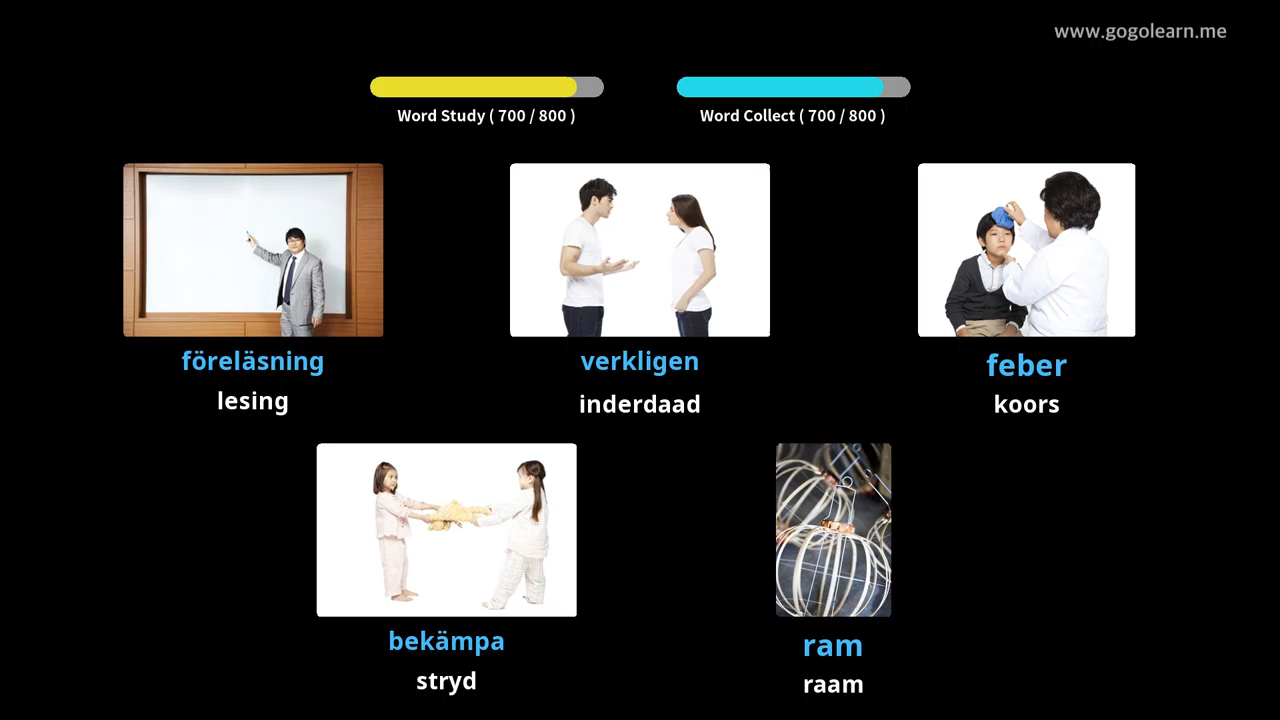 www.gogolearn.me
Word Study ( 700 / 800 )
Word Collect ( 700 / 800 )
föreläsning
lesing
verkligen
inderdaad
feber
koors
bekämpa
stryd
ram
raam